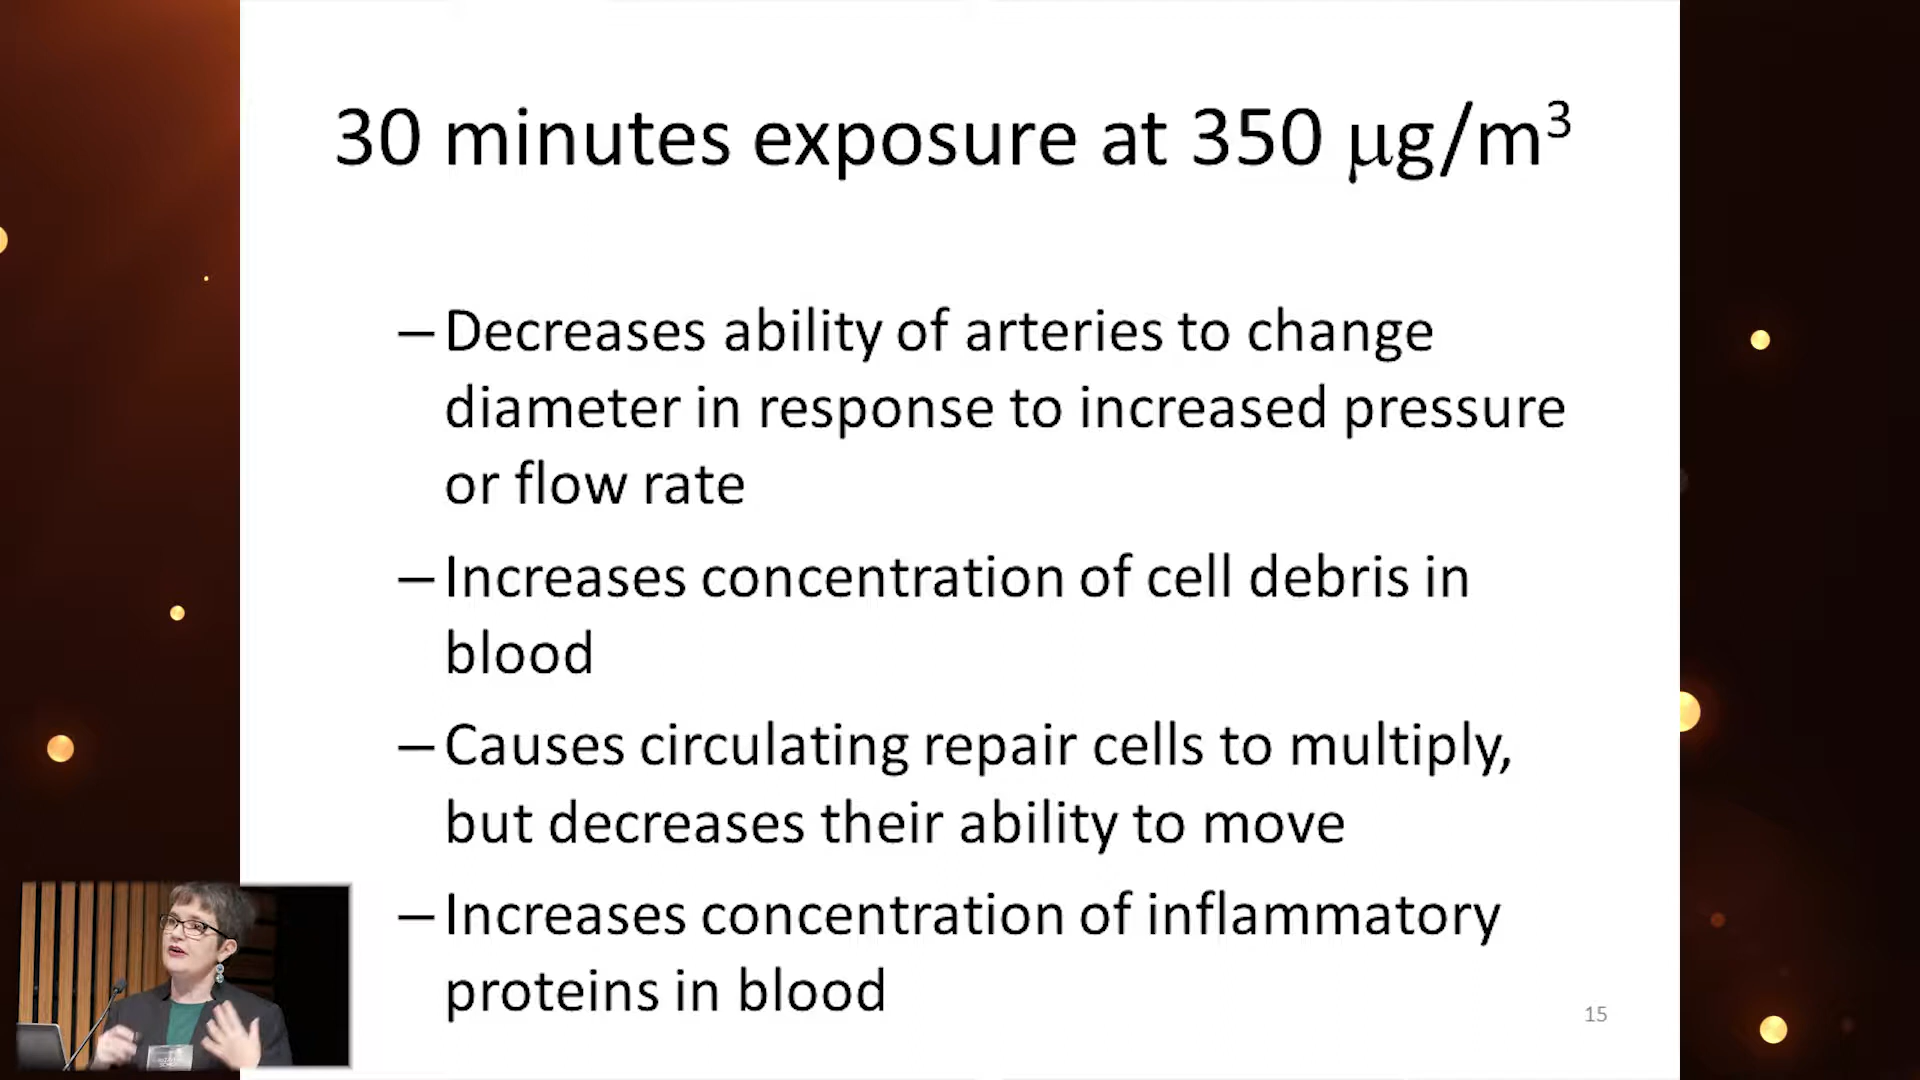 30 minutes exposure at 350 μg/m³
– Decreases ability of arteries to change
diameter in response to increased pressure
or flow rate
– Increases concentration of cell debris in
blood
– Causes circulating repair cells to multiply,
but decreases their ability to move
– Increases concentration of inflammatory
proteins in blood
15